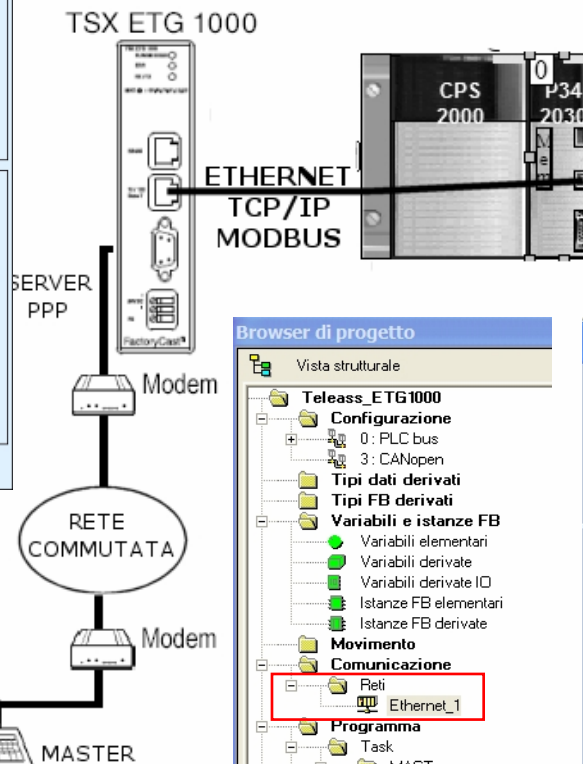 TSX ETG 1000
0
CPS
2000
P34
2030
ETHERNET
TCP/IP
MODBUS
SERVER
PPP
FactoryCast
Modem
RETE
COMMUTATA
Modem
MASTER
Browser di progetto
Vista strutturale
Teleass_ETG1000
Configurazione
0 : PLC bus
3 : CANopen
Tipi dati derivati
Tipi FB derivati
Variabili e istanze FB
Variabili elementari
Variabili derivate
Variabili derivate IO
Istanze FB elementari
Istanze FB derivate
Movimento
Comunicazione
Reti
Ethernet_1
Programma
Task
MAST